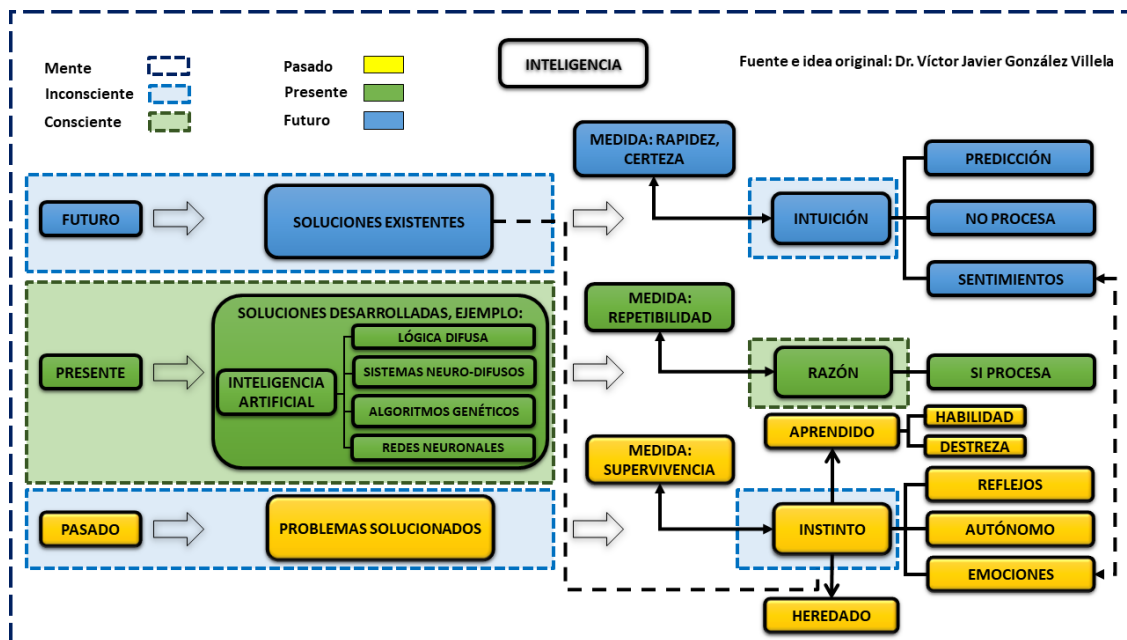 INTELIGENCIA
Fuente e idea original: Dr. Víctor Javier González Villela
Mente
Inconsciente
Consciente
Pasado
Presente
Futuro
FUTURO
SOLUCIONES EXISTENTES
MEDIDA: RAPIDEZ,
CERTEZA
INTUICIÓN
PREDICCIÓN
NO PROCESA
SENTIMIENTOS
PRESENTE
SOLUCIONES DESARROLLADAS, EJEMPLO:
INTELIGENCIA
ARTIFICIAL
LÓGICA DIFUSA
SISTEMAS NEURO-DIFUSOS
ALGORITMOS GENÉTICOS
REDES NEURONALES
MEDIDA:
REPETIBILIDAD
RAZÓN
SI PROCESA
PASADO
PROBLEMAS SOLUCIONADOS
MEDIDA:
SUPERVIVENCIA
APRENDIDO
HABILIDAD
DESTREZA
INSTINTO
REFLEJOS
AUTÓNOMO
EMOCIONES
HEREDADO